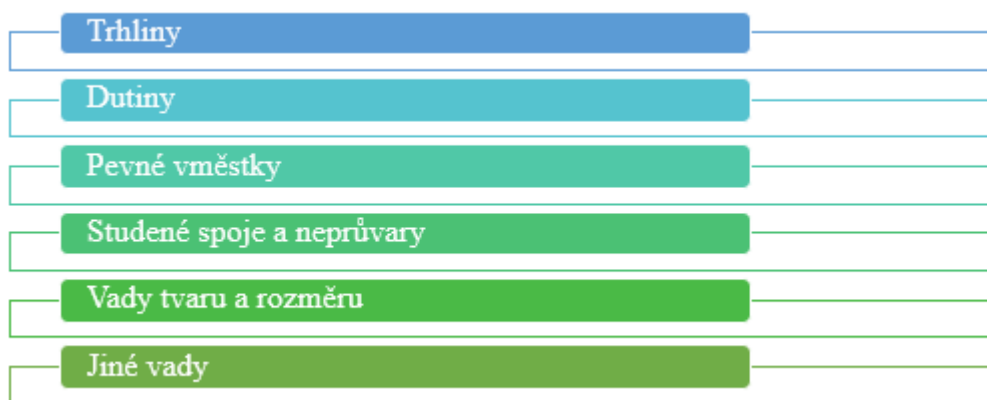 Trhliny
Dutiny
Pevné vměstky
Studené spoje a neprůvary
Vady tvaru a rozměru
Jiné vady